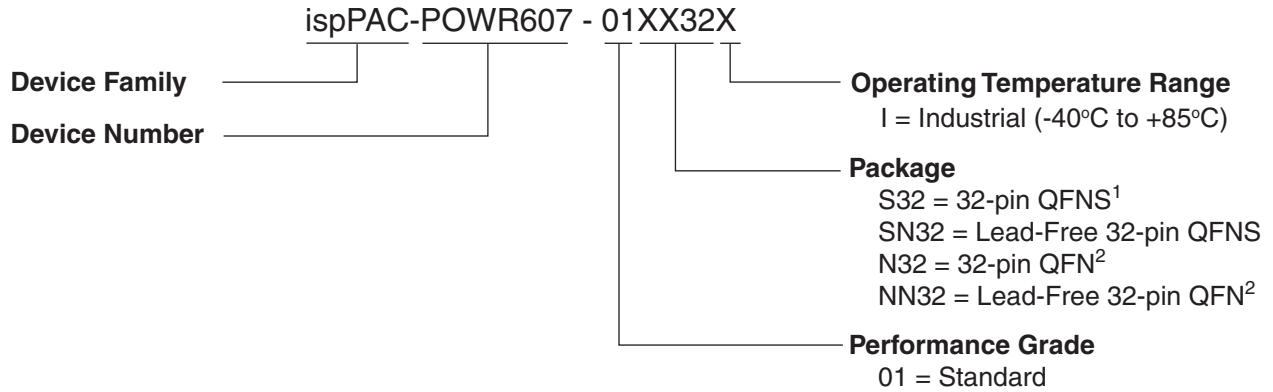 ispPAC-POWR607 - 01XX32X
Device Family
Device Number
Operating Temperature Range
I = Industrial (-40°C to +85°C)
Package
S32 = 32-pin QFNS¹
SN32 = Lead-Free 32-pin QFNS
N32 = 32-pin QFN²
NN32 = Lead-Free 32-pin QFN²
Performance Grade
01 = Standard